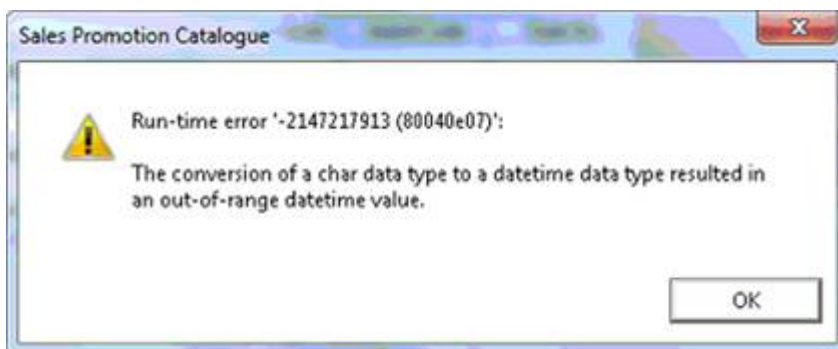 Sales Promotion Catalogue
Run-time error '-2147217913 (80040e07)':
The conversion of a char data type to a datetime data type resulted in
an out-of-range datetime value.
OK